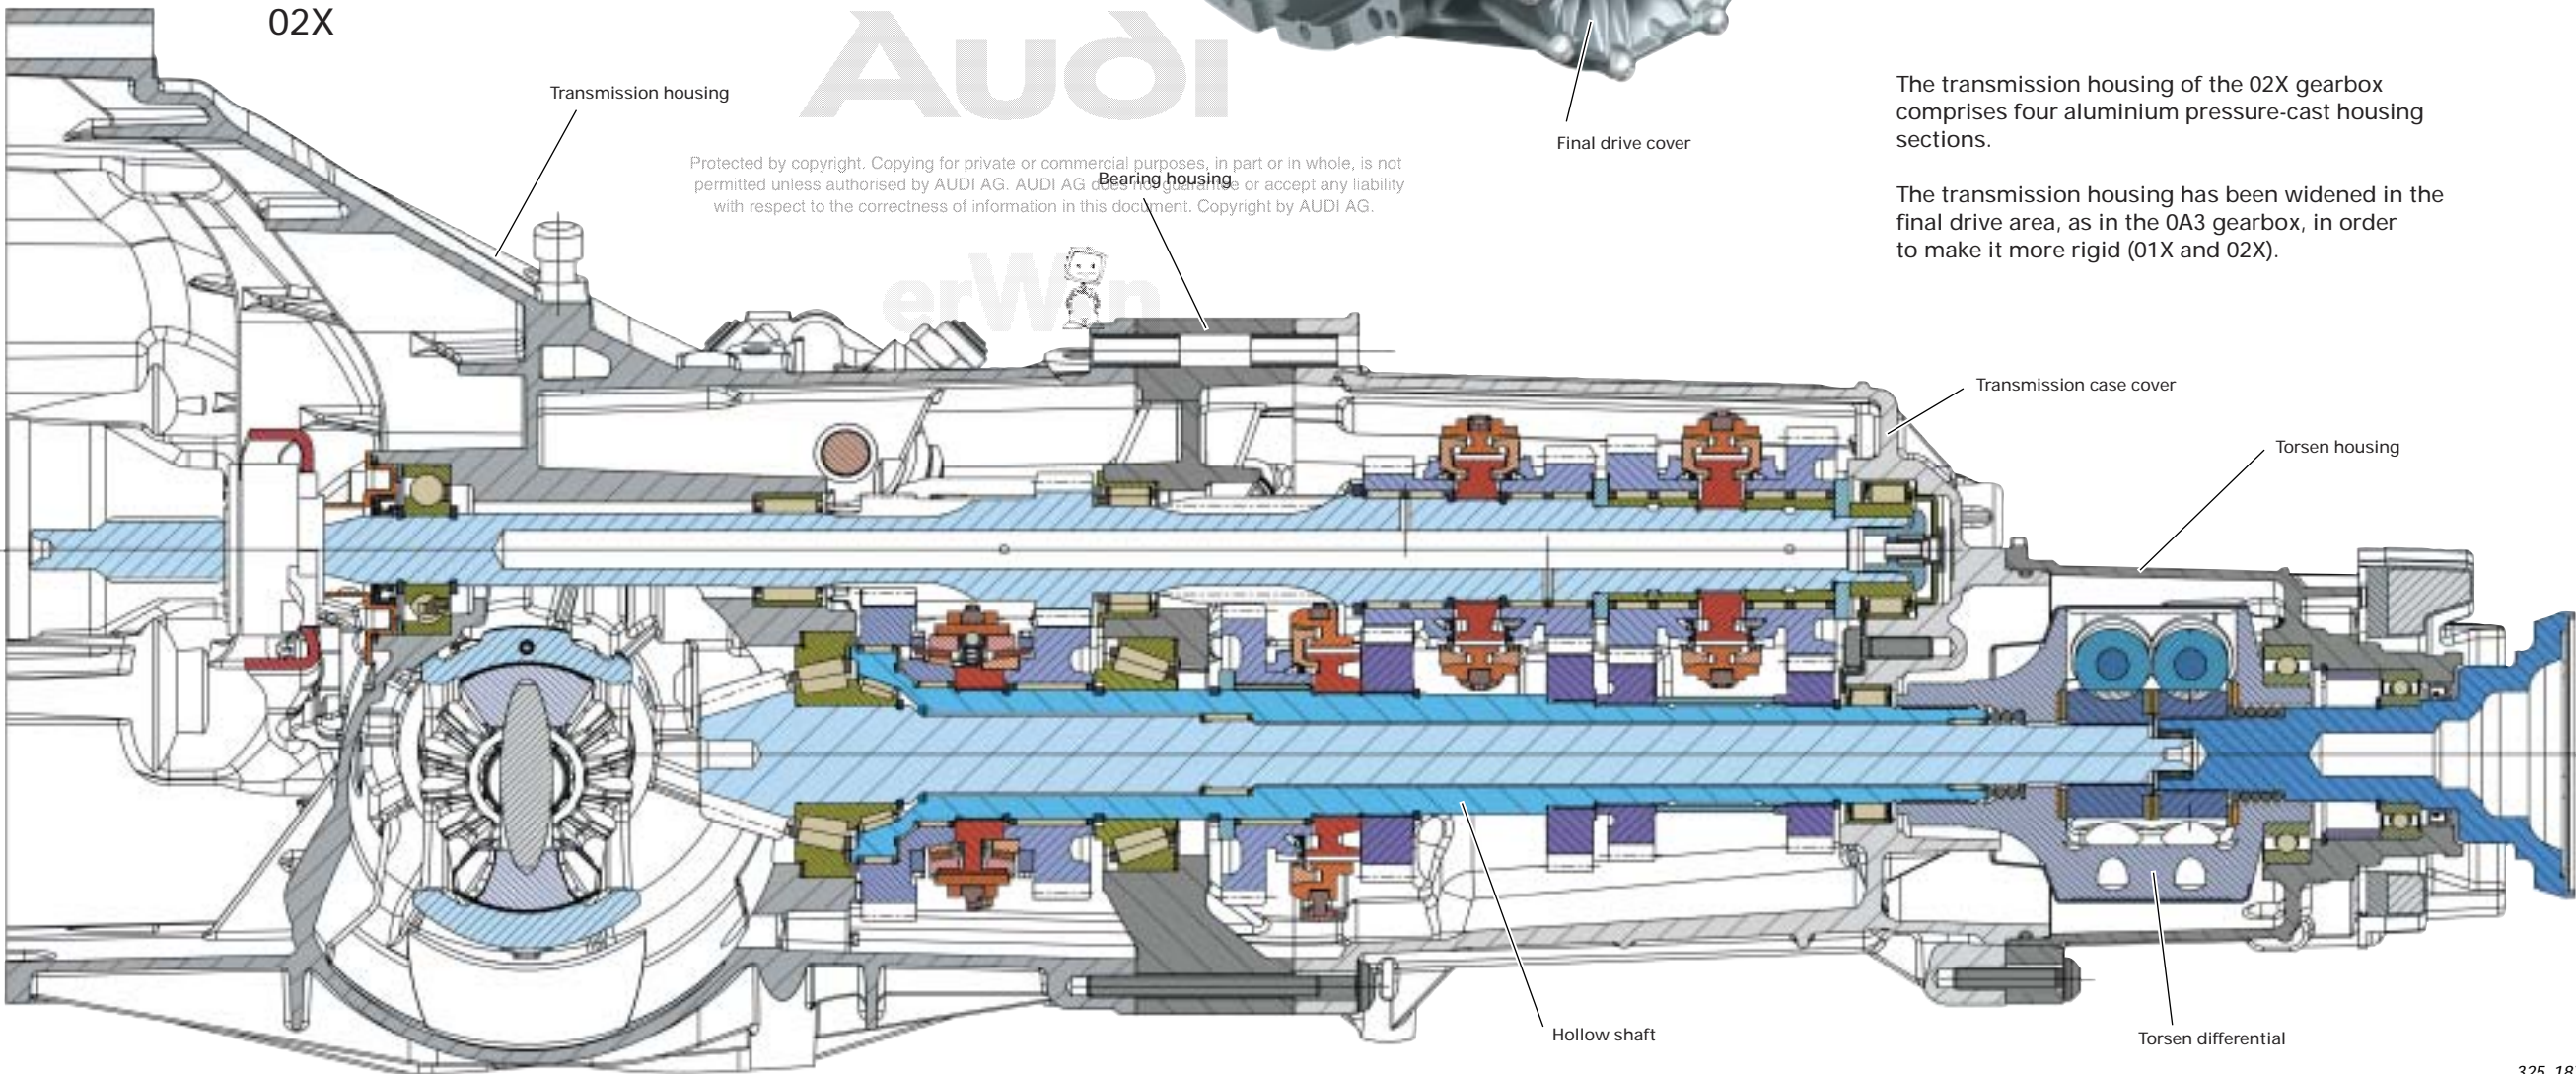 02X
Audi
Transmission housing
Final drive cover
Protected by copyright. Copying for private or commercial purposes, in part or in whole, is not
permitted unless authorised by AUDI AG. AUDI AG does not guarantee or accept any liability
with respect to the correctness of information in this document. Copyright by AUDI AG.
Bearing housing
erWin
The transmission housing of the 02X gearbox
comprises four aluminium pressure-cast housing
sections.
The transmission housing has been widened in the
final drive area, as in the 0A3 gearbox, in order
to make it more rigid (01X and 02X).
Transmission case cover
Torsen housing
Hollow shaft
Torsen differential
325_18